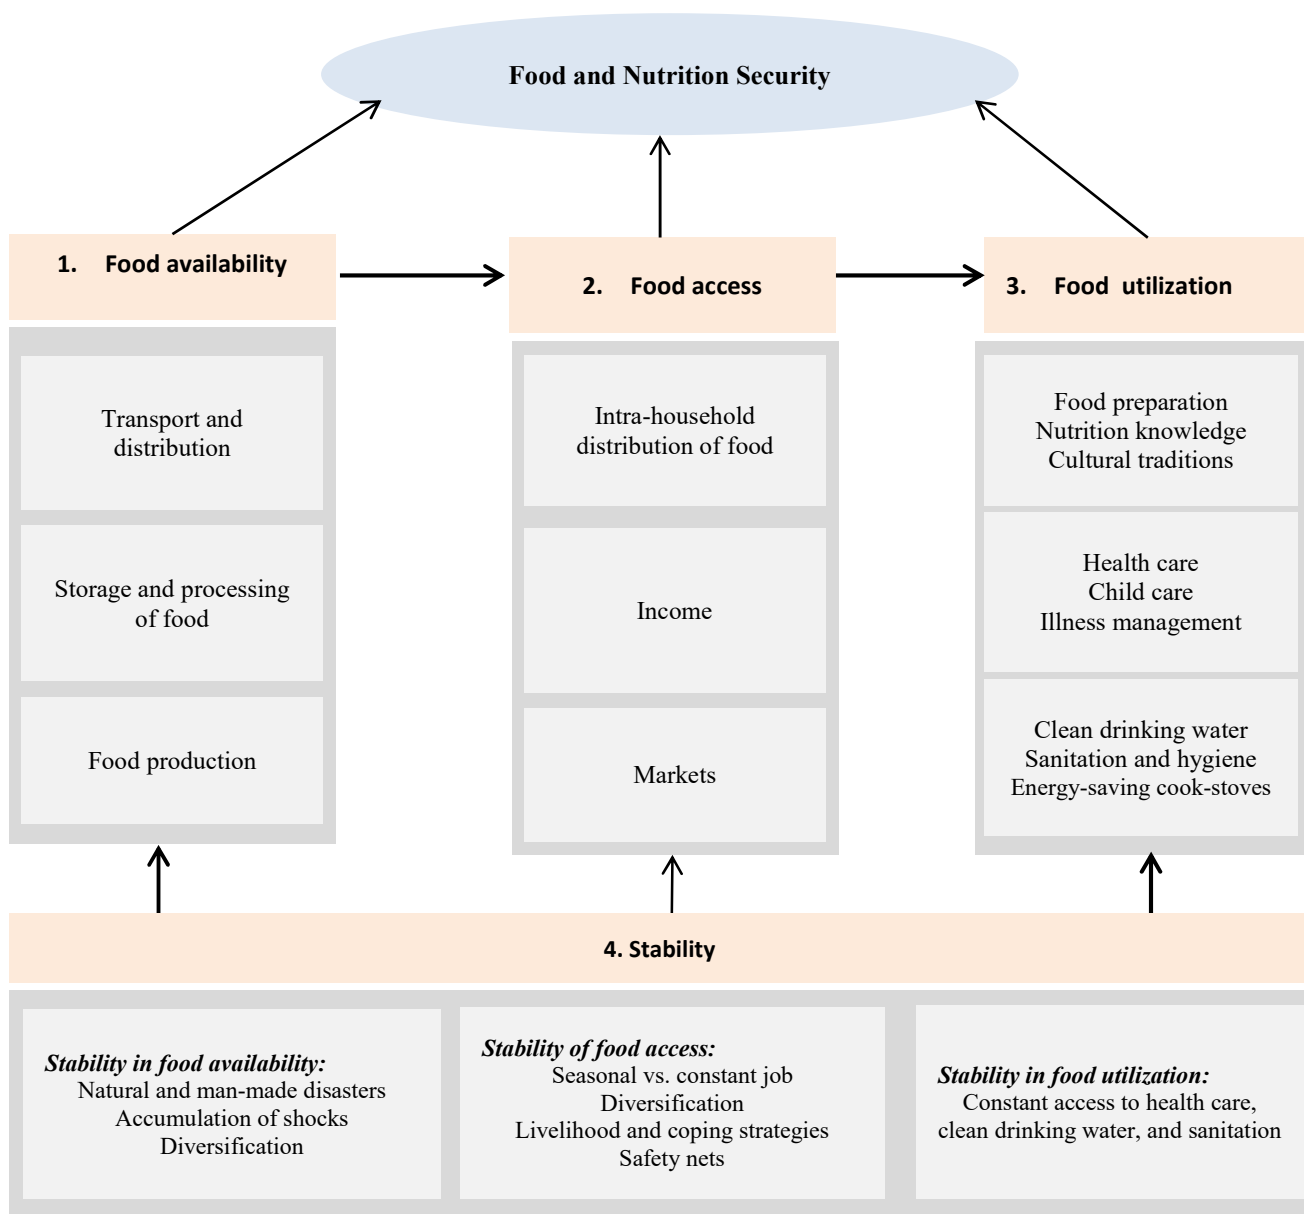 Food and Nutrition Security
1. Food availability
2. Food access
3. Food utilization
Transport and
distribution
Storage and processing
of food
Food production
Intra-household
distribution of food
Income
Markets
Food preparation
Nutrition knowledge
Cultural traditions
Health care
Child care
Illness management
Clean drinking water
Sanitation and hygiene
Energy-saving cook-stoves
4. Stability
Stability in food availability:
Natural and man-made disasters
Accumulation of shocks
Diversification
Stability of food access:
Seasonal vs. constant job
Diversification
Livelihood and coping strategies
Safety nets
Stability in food utilization:
Constant access to health care,
clean drinking water, and sanitation